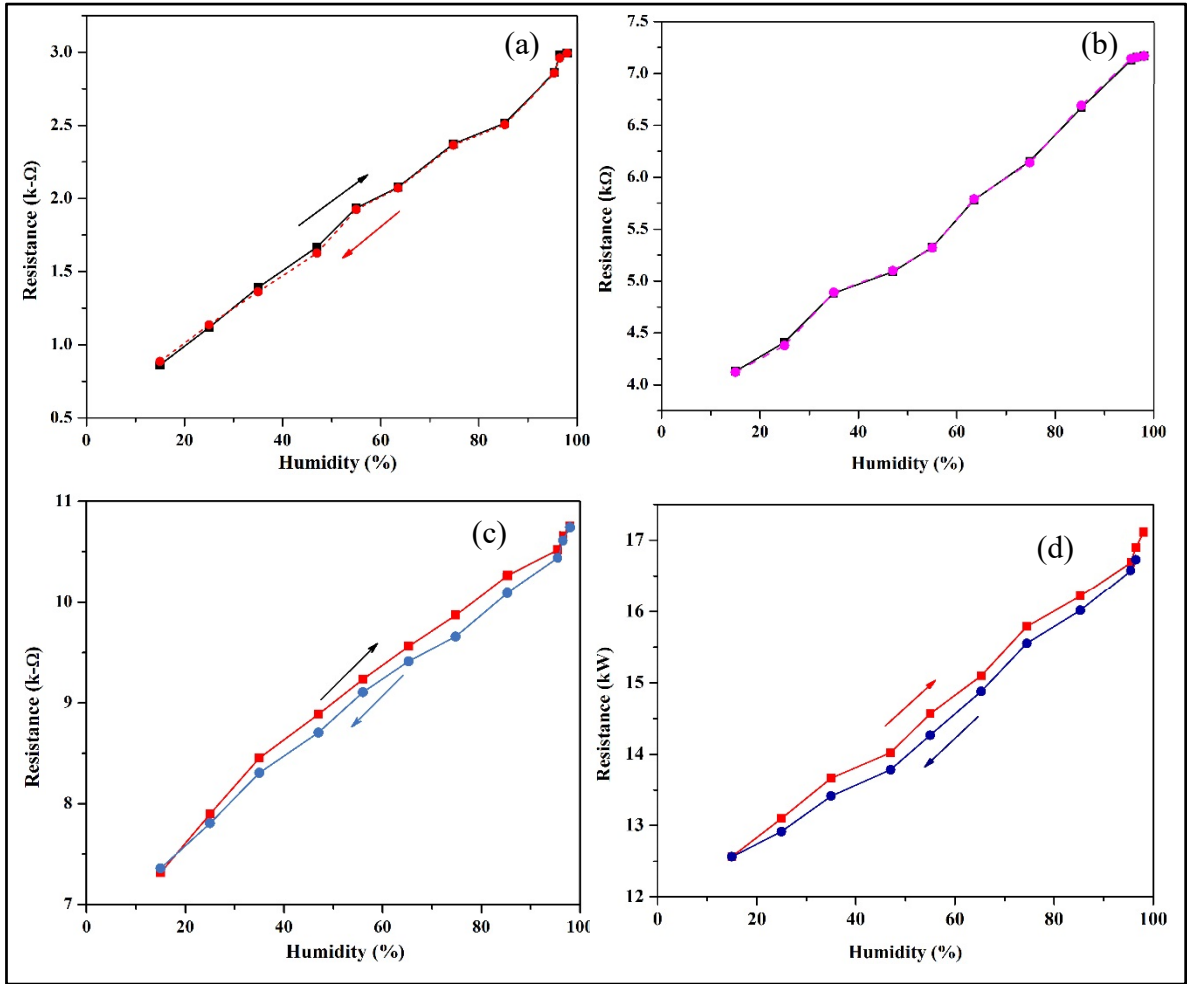 (a)
3.0
2.5
2.0
1.5
1.0
0.5
0 20 40 60 80 100
Resistance (k-Ω)
Humidity (%)
(b)
7.5
7.0
6.5
6.0
5.5
5.0
4.5
4.0
0 20 40 60 80 100
Resistance (kΩ)
Humidity (%)
(c)
11
10
9
8
7
0 20 40 60 80 100
Resistance (k-Ω)
Humidity (%)
(d)
17
16
15
14
13
12
0 20 40 60 80 100
Resistance (kW)
Humidity (%)